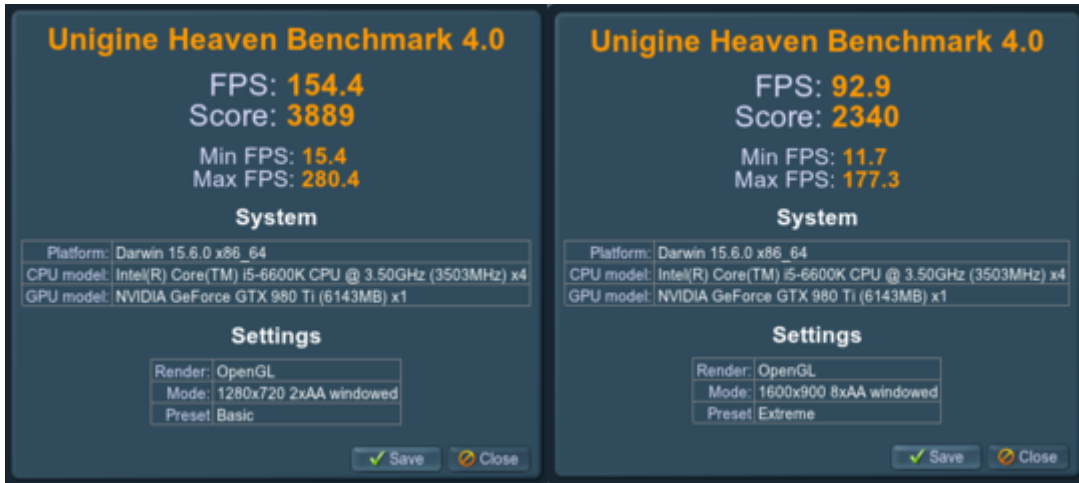 Unigine Heaven Benchmark 4.0
FPS: 154.4
Score: 3889
Min FPS: 15.4
Max FPS: 280.4
System
Platform: Darwin 15.6.0 x86_64
CPU model: Intel(R) Core(TM) i5-6600K CPU @ 3.50GHz (3503MHz) x4
GPU model: NVIDIA GeForce GTX 980 Ti (6143MB) x1
Settings
Render: OpenGL
Mode: 1280x720 2xAA windowed
Preset Basic
Save Close
Unigine Heaven Benchmark 4.0
FPS: 92.9
Score: 2340
Min FPS: 11.7
Max FPS: 177.3
System
Platform: Darwin 15.6.0 x86_64
CPU model: Intel(R) Core(TM) i5-6600K CPU @ 3.50GHz (3503MHz) x4
GPU model: NVIDIA GeForce GTX 980 Ti (6143MB) x1
Settings
Render: OpenGL
Mode: 1600x900 8xAA windowed
Preset Extreme
Save Close